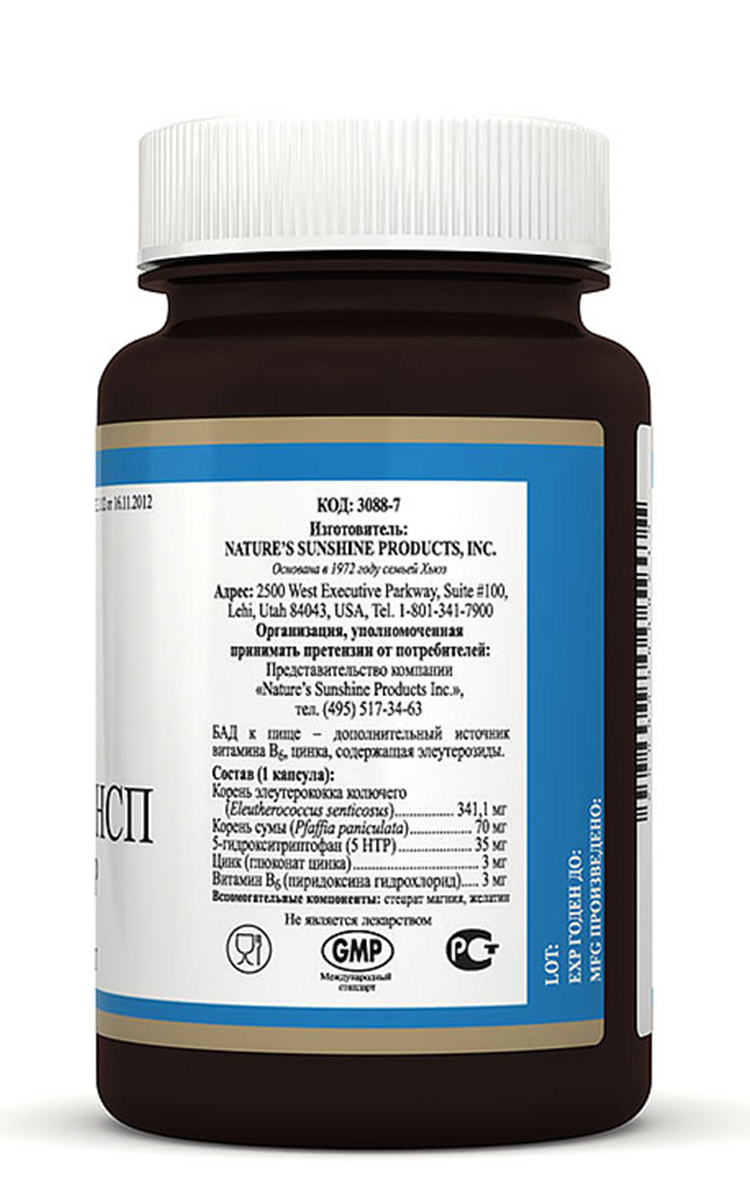 от 16.11.2012
НСП
КОД: 3088-7
Изготовитель:
NATURE'S SUNSHINE PRODUCTS, INC.
Основана в 1972 году семьей Хьюз
Адрес: 2500 West Executive Parkway, Suite #100,
Lehi, Utah 84043, USA, Tel. 1-801-341-7900
Организация, уполномоченная
принимать претензии от потребителей:
Представительство компании
«Nature's Sunshine Products Inc.»,
тел. (495) 517-34-63
БАД к пище – дополнительный источник
витамина B6, цинка, содержащая элеутерозиды.
Состав (1 капсула):
Корень элеутерококка колючего
(Eleutherococcus senticosus)............... 341,1 мг
Корень сумы (Pfaffia paniculata)............... 70 мг
5-гидрокситриптофан (5 HTP)............... 35 мг
Цинк (глюконат цинка)............... 3 мг
Витамин B6 (пиридоксина гидрохлорид)..... 3 мг
Вспомогательные компоненты: стеарат магния, желатин
Не является лекарством
GMP
Международный
стандарт
РСТ
LOT:
EXP ГОДЕН ДО:
MFG ПРОИЗВЕДЕНО: